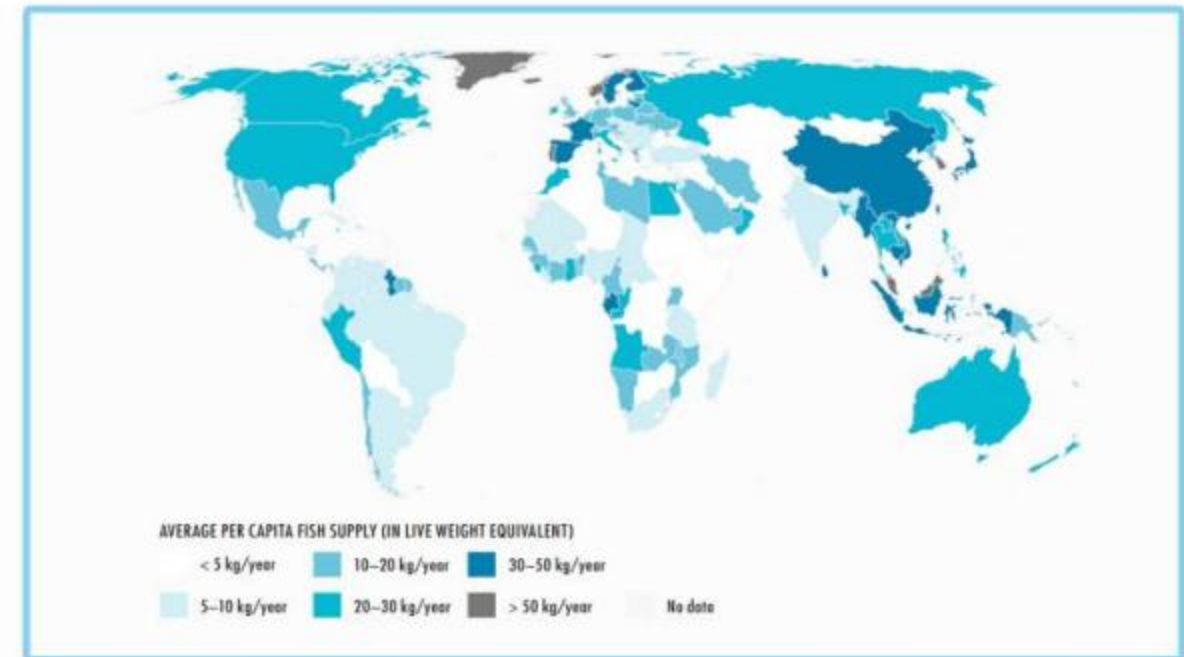 AVERAGE PER CAPITA FISH SUPPLY (IN LIVE WEIGHT EQUIVALENT)
< 5 kg/year 10–20 kg/year 30–50 kg/year
5–10 kg/year 20–30 kg/year > 50 kg/year No data